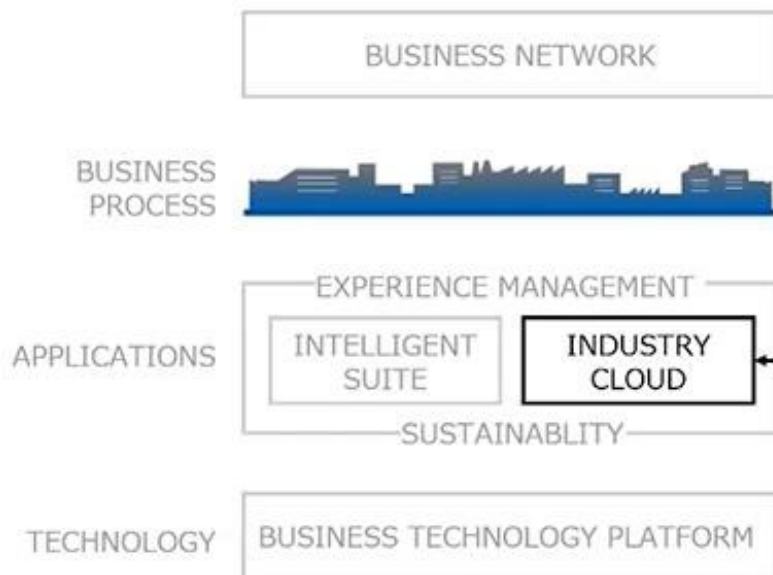 BUSINESS NETWORK
BUSINESS
PROCESS
EXPERIENCE MANAGEMENT
APPLICATIONS
INTELLIGENT
SUITE
INDUSTRY
CLOUD
SUSTAINABLITY
TECHNOLOGY
BUSINESS TECHNOLOGY PLATFORM